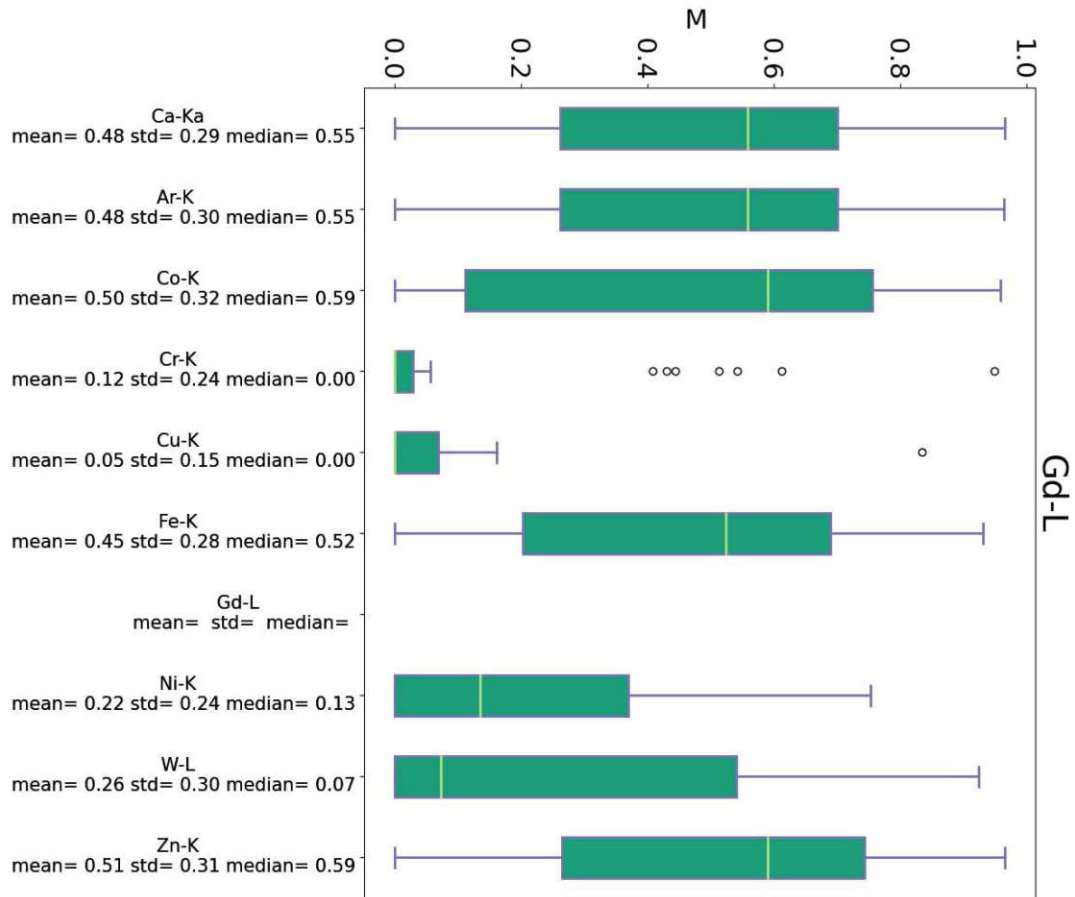 M
0.0
0.2
0.4
0.6
0.8
1.0
Ca-Ka
mean= 0.48 std= 0.29 median= 0.55
Ar-K
mean= 0.48 std= 0.30 median= 0.55
Co-K
mean= 0.50 std= 0.32 median= 0.59
Cr-K
mean= 0.12 std= 0.24 median= 0.00
Cu-K
mean= 0.05 std= 0.15 median= 0.00
Fe-K
mean= 0.45 std= 0.28 median= 0.52
Gd-L
mean= std= median=
Ni-K
mean= 0.22 std= 0.24 median= 0.13
W-L
mean= 0.26 std= 0.30 median= 0.07
Zn-K
mean= 0.51 std= 0.31 median= 0.59
Gd-L